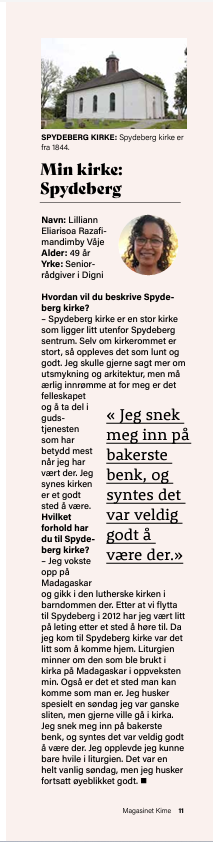 SPYDEBERG KIRKE: Spydeberg kirke er
fra 1844.
Min kirke:
Spydeberg
Navn: Lilliann
Eliarisoa Razafi-
mandimby Våje
Alder: 49 år
Yrke: Senior-
rådgiver i Digni
Hvordan vil du beskrive Spyde-
berg kirke?
– Spydeberg kirke er en stor kirke
som ligger litt utenfor Spydeberg
sentrum. Selv om kirkerommet er
stort, så oppleves det som lunt og
godt. Jeg skulle gjerne sagt mer om
utsmykning og arkitektur, men må
ærlig innrømme at for meg er det
felleskapet
og å ta del i
guds-
tjenesten
som har
betydd mest
når jeg har
vært der. Jeg
synes kirken
er et godt
sted å være.
Hvilket
forhold har
du til Spyde-
berg kirke?
– Jeg vokste
opp på
Madagaskar
og gikk i den lutherske kirken i
barndommen der. Etter at vi flytta
til Spydeberg i 2012 har jeg vært litt
på leting etter et sted å høre til. Da
jeg kom til Spydeberg kirke var det
litt som å komme hjem. Liturgien
minner om den som ble brukt i
kirka på Madagaskar i oppveksten
min. Også er det et sted man kan
komme som man er. Jeg husker
spesielt en søndag jeg var ganske
sliten, men gjerne ville gå i kirka.
Jeg snek meg inn på bakerste
benk, og syntes det var veldig godt
å være der. Jeg opplevde jeg kunne
bare hvile i liturgien. Det var en
helt vanlig søndag, men jeg husker
fortsatt øyeblikket godt. ■
« Jeg snek
meg inn på
bakerste
benk, og
syntes det
var veldig
godt å
være der.»
Magasinet Kirke 11